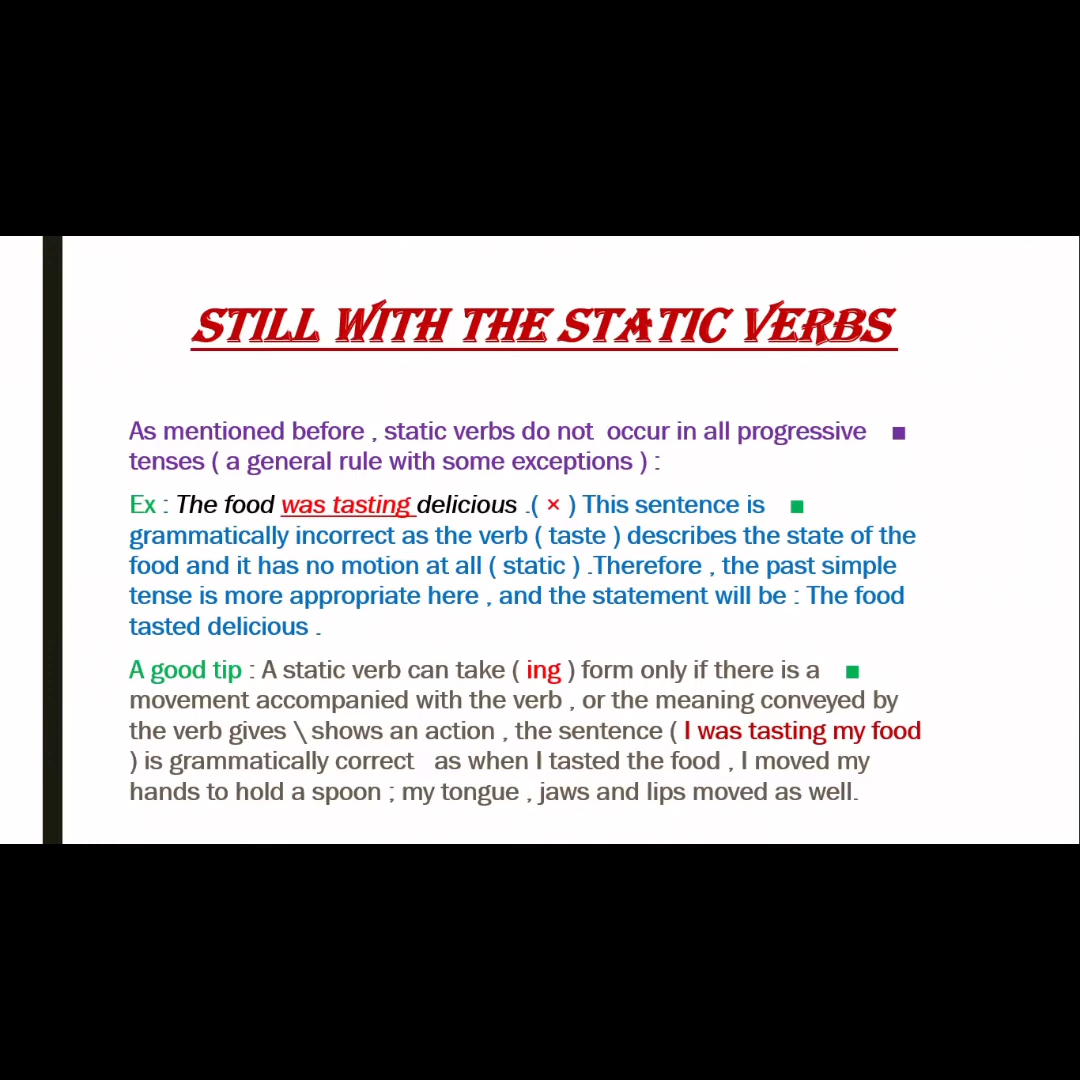 STILL WITH THE STATIC VERBS
As mentioned before , static verbs do not occur in all progressive
tenses ( a general rule with some exceptions ) :
Ex : The food was tasting delicious .( × ) This sentence is
grammatically incorrect as the verb ( taste ) describes the state of the
food and it has no motion at all ( static ) .Therefore , the past simple
tense is more appropriate here , and the statement will be : The food
tasted delicious .
A good tip : A static verb can take ( ing ) form only if there is a
movement accompanied with the verb , or the meaning conveyed by
the verb gives \ shows an action , the sentence ( I was tasting my food
) is grammatically correct as when I tasted the food , I moved my
hands to hold a spoon ; my tongue , jaws and lips moved as well.